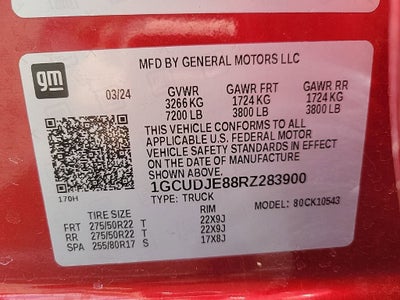 gm
MFD BY GENERAL MOTORS LLC
03/24
GVWR GAWR FRT GAWR RR
3266 KG 1724 KG 1724 KG
7200 LB 3800 LB 3800 LB
THIS VEHICLE CONFORMS TO ALL
APPLICABLE U.S. FEDERAL MOTOR
VEHICLE SAFETY STANDARDS IN EFFECT
ON THE DATE OF MANUFACTURE
SHOWN ABOVE.
1GCUDJE88RZ283900
170H
TYPE: TRUCK MODEL: 80CK10543
TIRE SIZE RIM
FRT 275/50R22 T 22X9J
RR 275/50R22 T 22X9J
SPA 255/80R17 S 17X8J